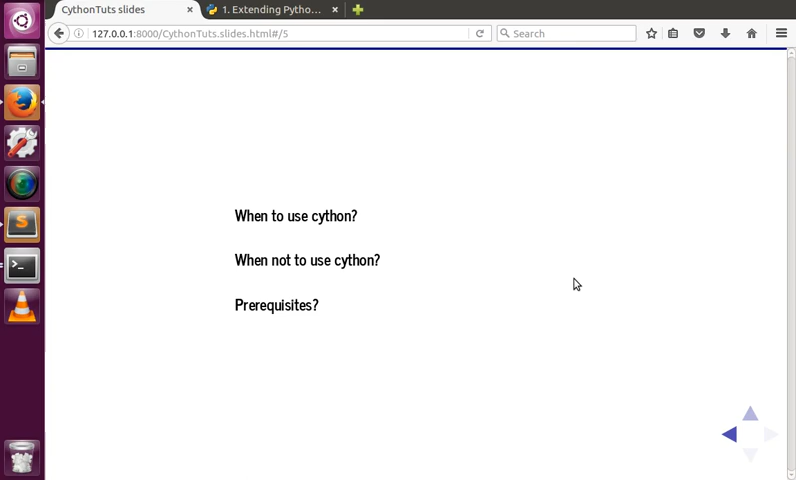 CythonTuts slides
1. Extending Pytho...
127.0.0.1:8000/CythonTuts.slides.html#/5
Search
When to use cython?
When not to use cython?
Prerequisites?